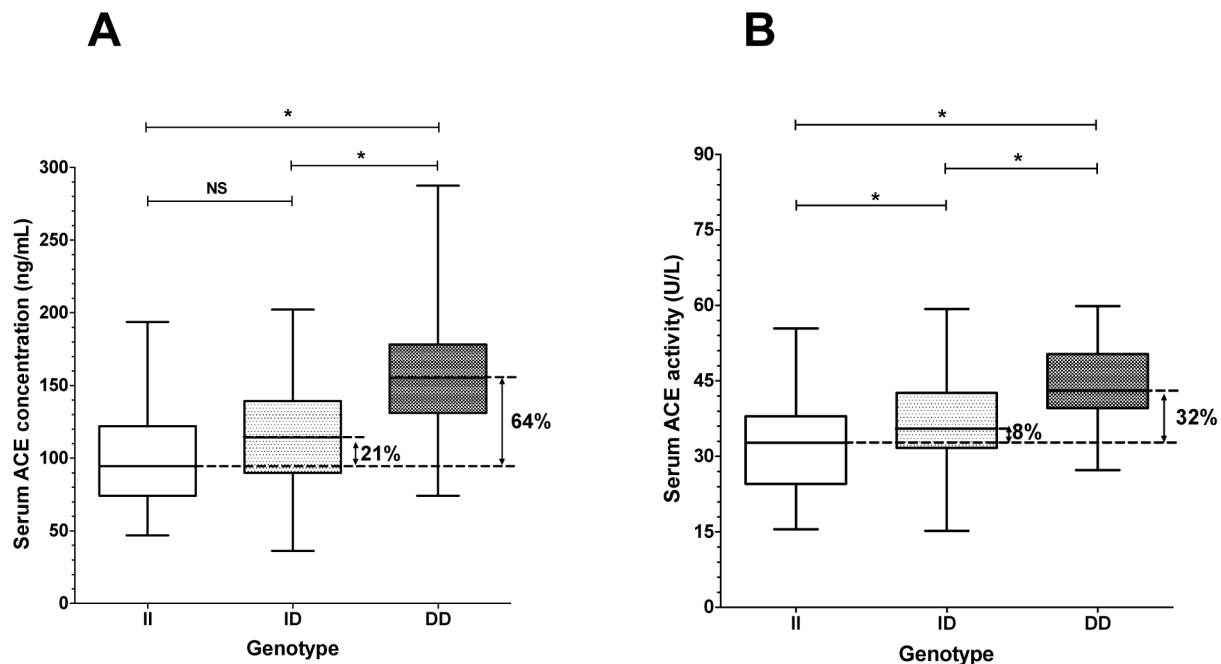 A
*
*
NS
300
250
200
150
100
50
0
Serum ACE concentration (ng/mL)
64%
21%
II ID DD
Genotype
B
*
*
*
90
75
60
45
30
15
0
Serum ACE activity (U/L)
32%
8%
II ID DD
Genotype